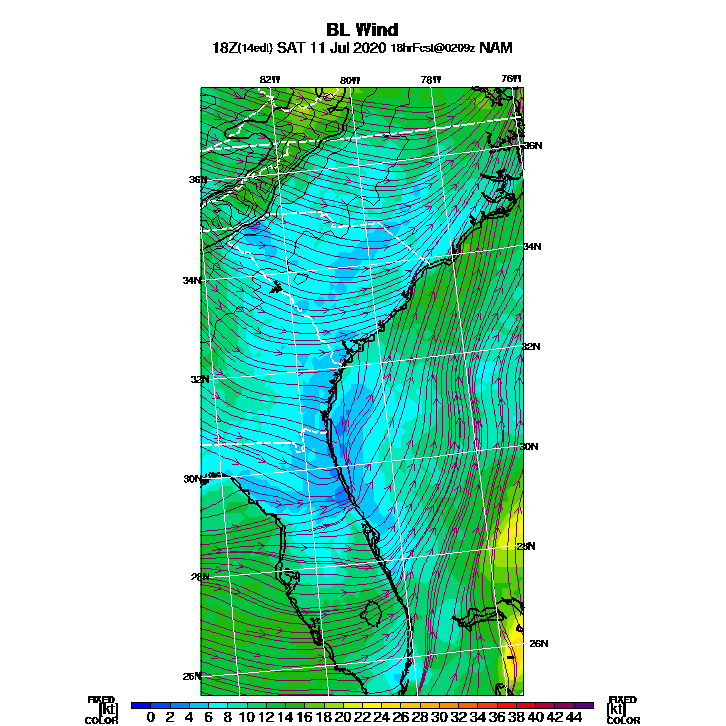 BL Wind
18Z(14edt) SAT 11 Jul 2020 18hrFcst@0209z NAM
82W 80W 78W 76W
36N
36N
34N
34N
32N
32N
30N
30N
28N
28N
26N
26N
FIXED FIXED
[kt] 0 2 4 6 8 10 12 14 16 18 20 22 24 26 28 30 32 34 36 38 40 42 44 [kt]
COLOR COLOR